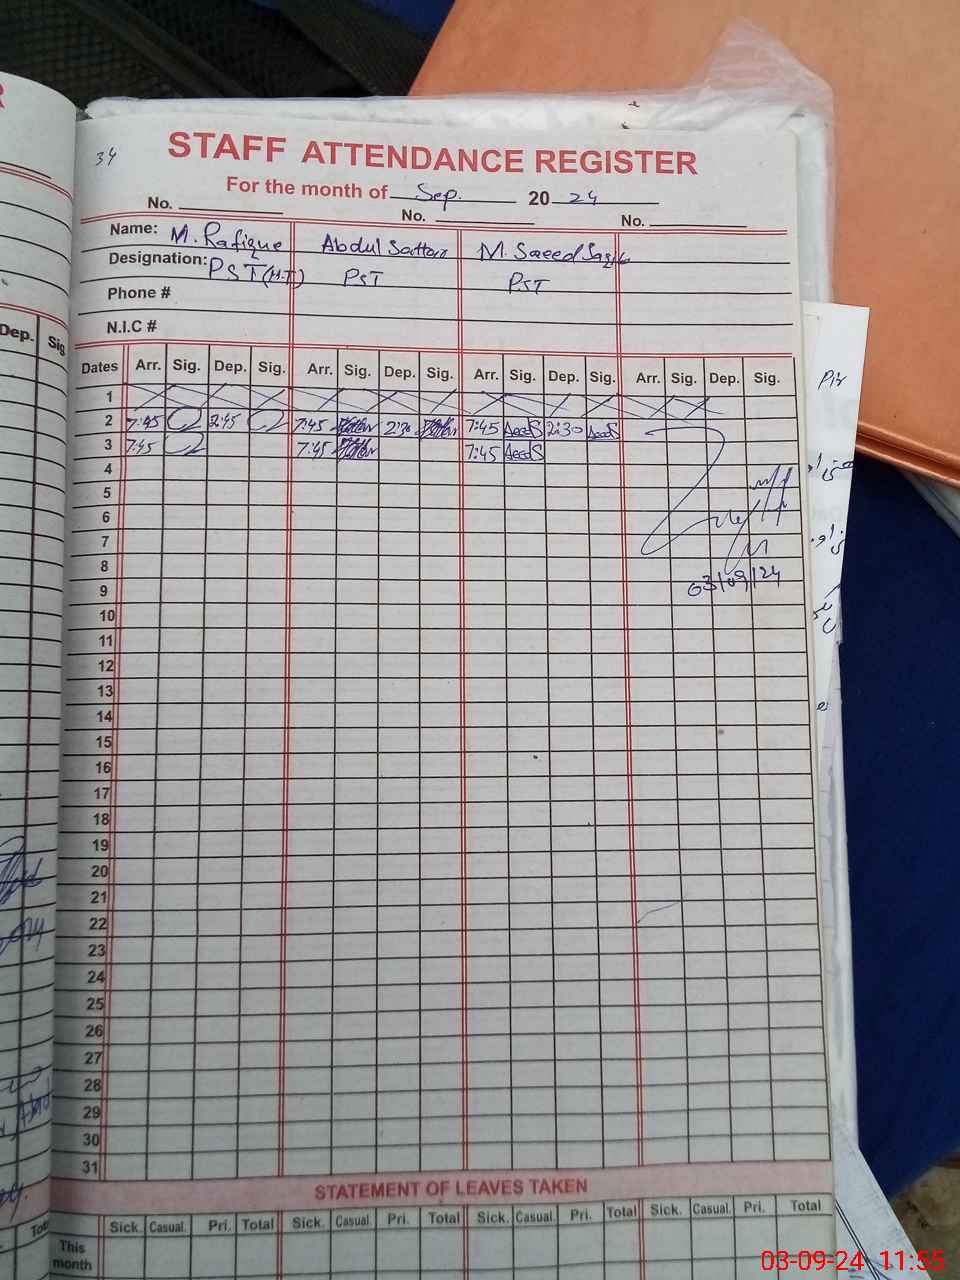 34
STAFF ATTENDANCE REGISTER
For the month of Sep. 2024
No. No. No.
Name: M. Rafique Abdul Sattar M. Saeed
Designation: PST (H.T) PST PST
Phone #
N.I.C #
Dates Arr. Sig. Dep. Sig. Arr. Sig. Dep. Sig. Arr. Sig. Dep. Sig. Arr. Sig. Dep. Sig.
1
2 7:45 2:45 7:45 2:30 7:45 Saeed 2:30 Saeed
3 7:45 7:45 7:45 Saeed
4
5
6
7
8
03/09/24
9
10
11
12
13
14
15
16
17
18
19
20
21
22
23
24
25
26
27
28
29
30
31
STATEMENT OF LEAVES TAKEN
Sick. Casual. Pri. Total Sick. Casual. Pri. Total Sick. Casual. Pri. Total Sick. Casual. Pri. Total
This
month
Dep. Sig
03-09-24 11:55